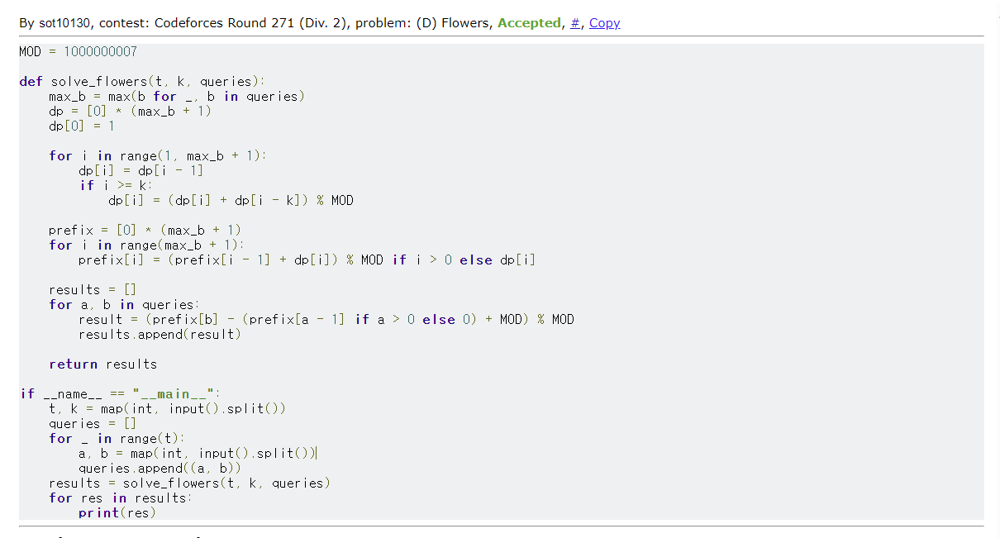 By sot10130, contest: Codeforces Round 271 (Div. 2), problem: (D) Flowers, Accepted, #, Copy
MOD = 1000000007
def solve_flowers(t, k, queries):
    max_b = max(b for _, b in queries)
    dp = [0] * (max_b + 1)
    dp[0] = 1
    for i in range(1, max_b + 1):
        dp[i] = dp[i - 1]
        if i >= k:
            dp[i] = (dp[i] + dp[i - k]) % MOD
    prefix = [0] * (max_b + 1)
    for i in range(max_b + 1):
        prefix[i] = (prefix[i - 1] + dp[i]) % MOD if i > 0 else dp[i]
    results = []
    for a, b in queries:
        result = (prefix[b] - (prefix[a - 1] if a > 0 else 0) + MOD) % MOD
        results.append(result)
    return results
if __name__ == "__main__":
    t, k = map(int, input().split())
    queries = []
    for _ in range(t):
        a, b = map(int, input().split())
        queries.append((a, b))
    results = solve_flowers(t, k, queries)
    for res in results:
        print(res)